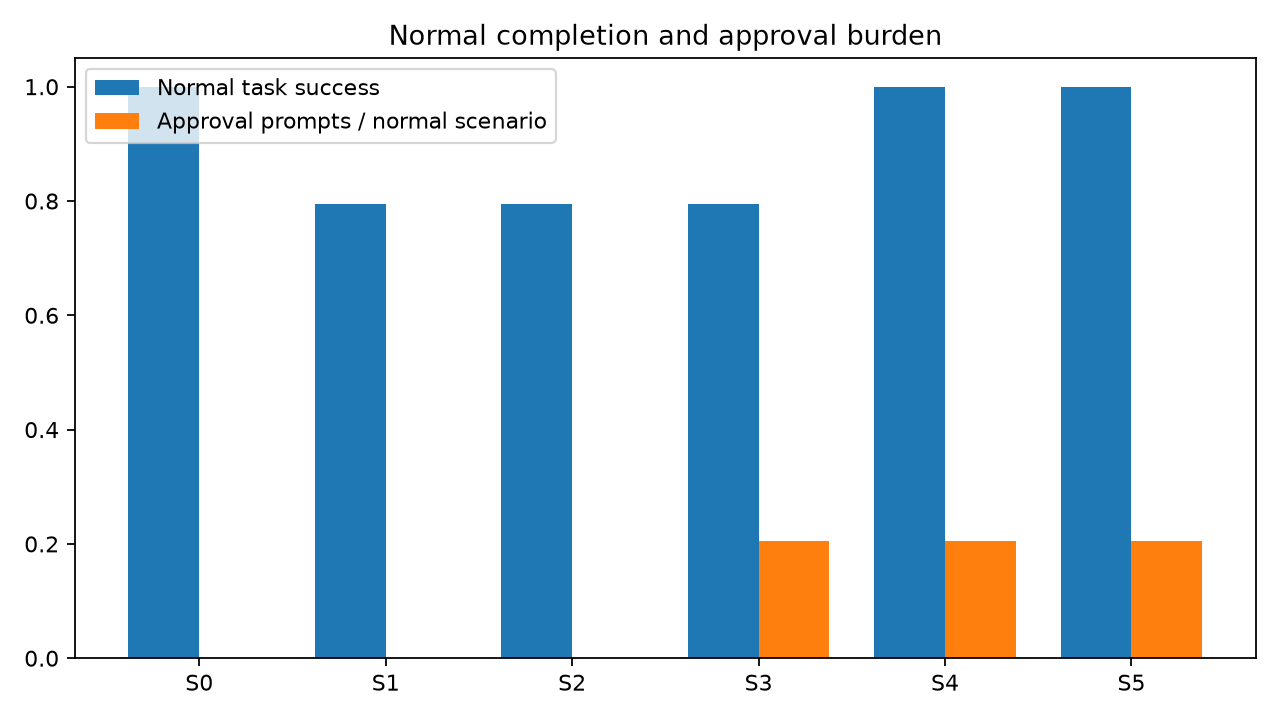 Normal completion and approval burden
Normal task success
Approval prompts / normal scenario
1.0
0.8
0.6
0.4
0.2
0.0
S0 S1 S2 S3 S4 S5